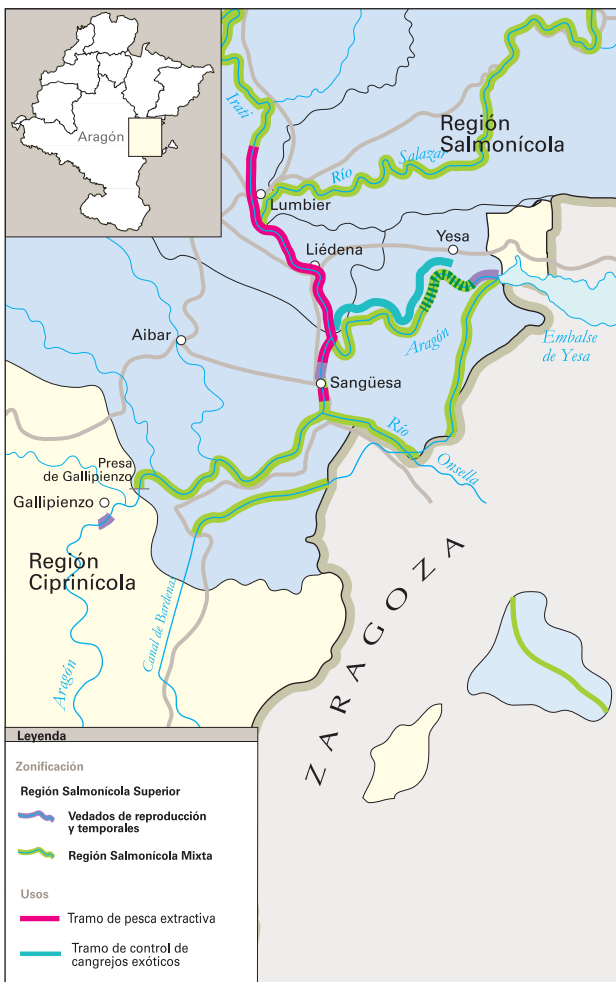 Aragón
Irati
Región
Salmonícola
Río
Salazar
Lumbier
Liédena
Yesa
Aibar
Aragón
Embalse
de Yesa
Sangüesa
Río
Onsella
Presa
de Gallipienzo
Gallipienzo
Región
Ciprinícola
Canal de Bardenas
Aragón
ZARAGOZA
Leyenda
Zonificación
Región Salmonícola Superior
Vedados de reproducción
y temporales
Región Salmonícola Mixta
Usos
Tramo de pesca extractiva
Tramo de control de
cangrejos exóticos